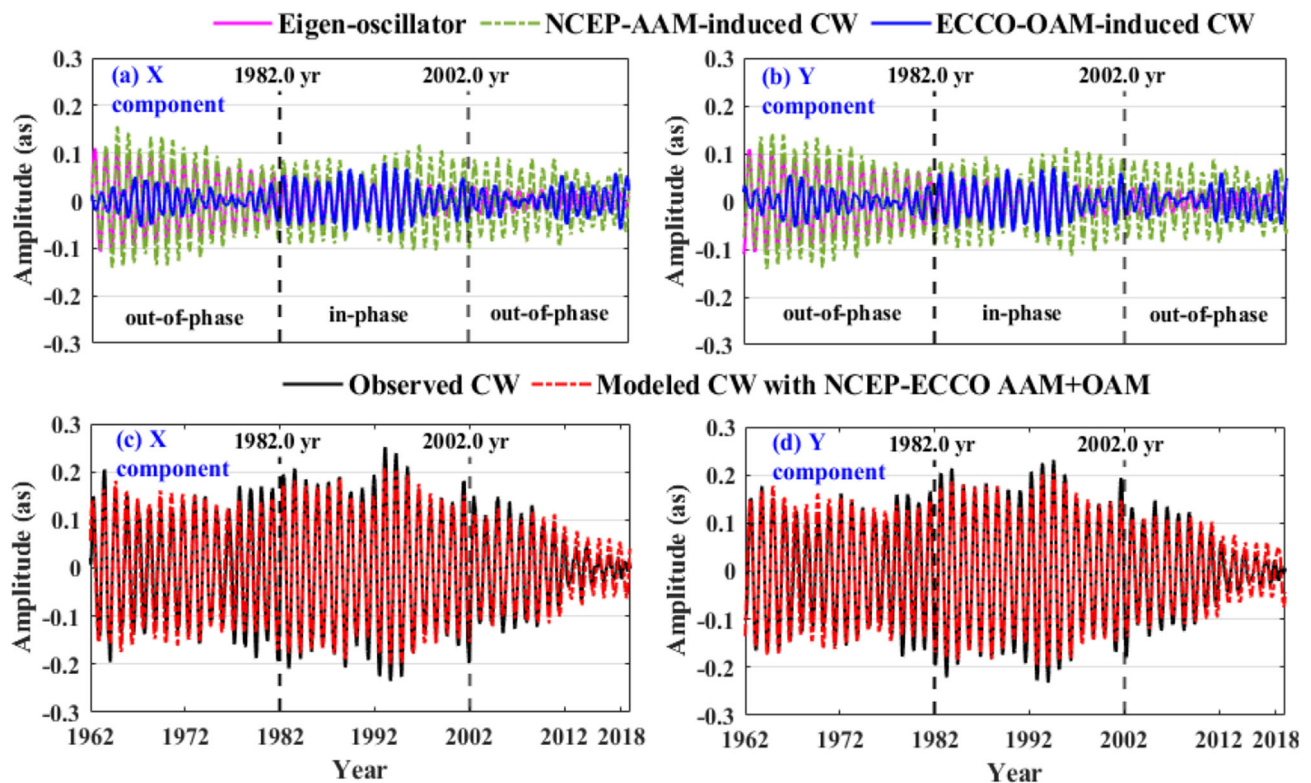 Eigen-oscillator NCEP-AAM-induced CW ECCO-OAM-induced CW
0.3
0.2
0.1
0
-0.1
-0.2
-0.3
Amplitude (as)
(a) X
component
1982.0 yr
2002.0 yr
out-of-phase
in-phase
out-of-phase
0.3
0.2
0.1
0
-0.1
-0.2
-0.3
Amplitude (as)
(b) Y
component
1982.0 yr
2002.0 yr
out-of-phase
in-phase
out-of-phase
Observed CW Modeled CW with NCEP-ECCO AAM+OAM
0.3
0.2
0.1
0
-0.1
-0.2
-0.3
Amplitude (as)
(c) X
component
1982.0 yr
2002.0 yr
1962 1972 1982 1992 2002 2012 2018
Year
0.3
0.2
0.1
0
-0.1
-0.2
-0.3
Amplitude (as)
(d) Y
component
1982.0 yr
2002.0 yr
1962 1972 1982 1992 2002 2012 2018
Year